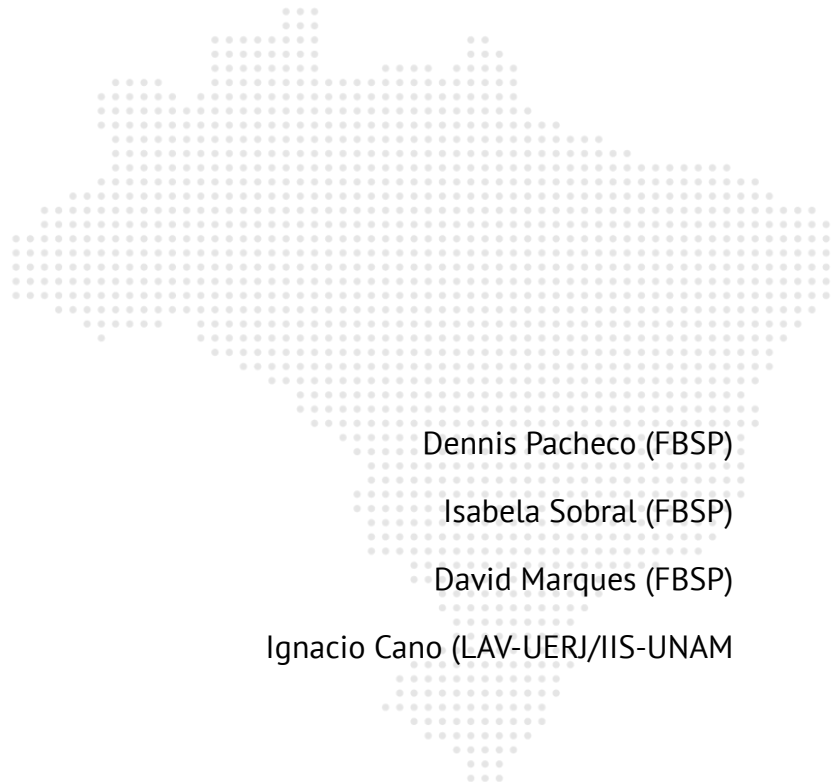 Dennis Pacheco (FBSP)
Isabela Sobral (FBSP)
David Marques (FBSP)
Ignacio Cano (LAV-UERJ/IIS-UNAM